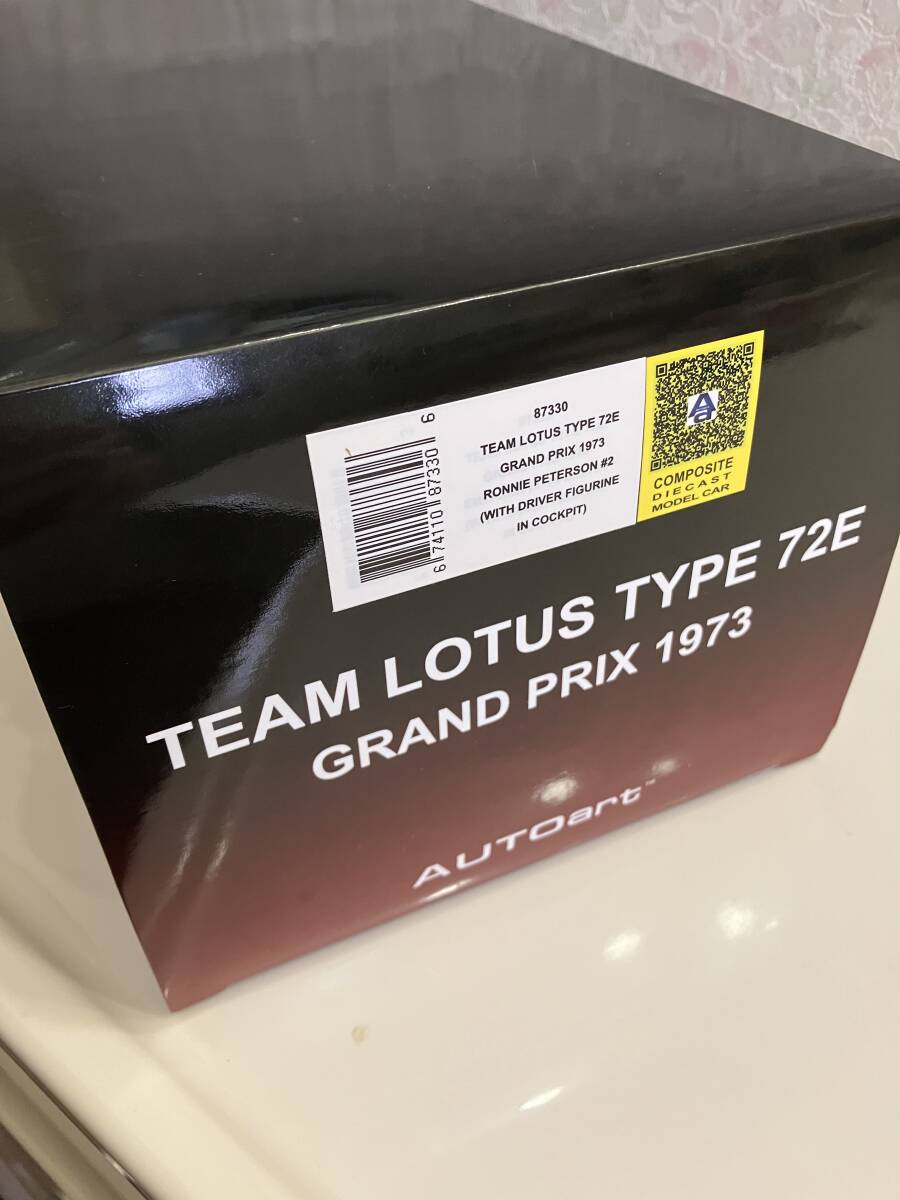 87330
TEAM LOTUS TYPE 72E
GRAND PRIX 1973
RONNIE PETERSON #2
(WITH DRIVER FIGURINE
IN COCKPIT)
6 74110 87330 6
COMPOSITE
DIECAST
MODEL CAR
TEAM LOTUS TYPE 72E
GRAND PRIX 1973
AUTOart™